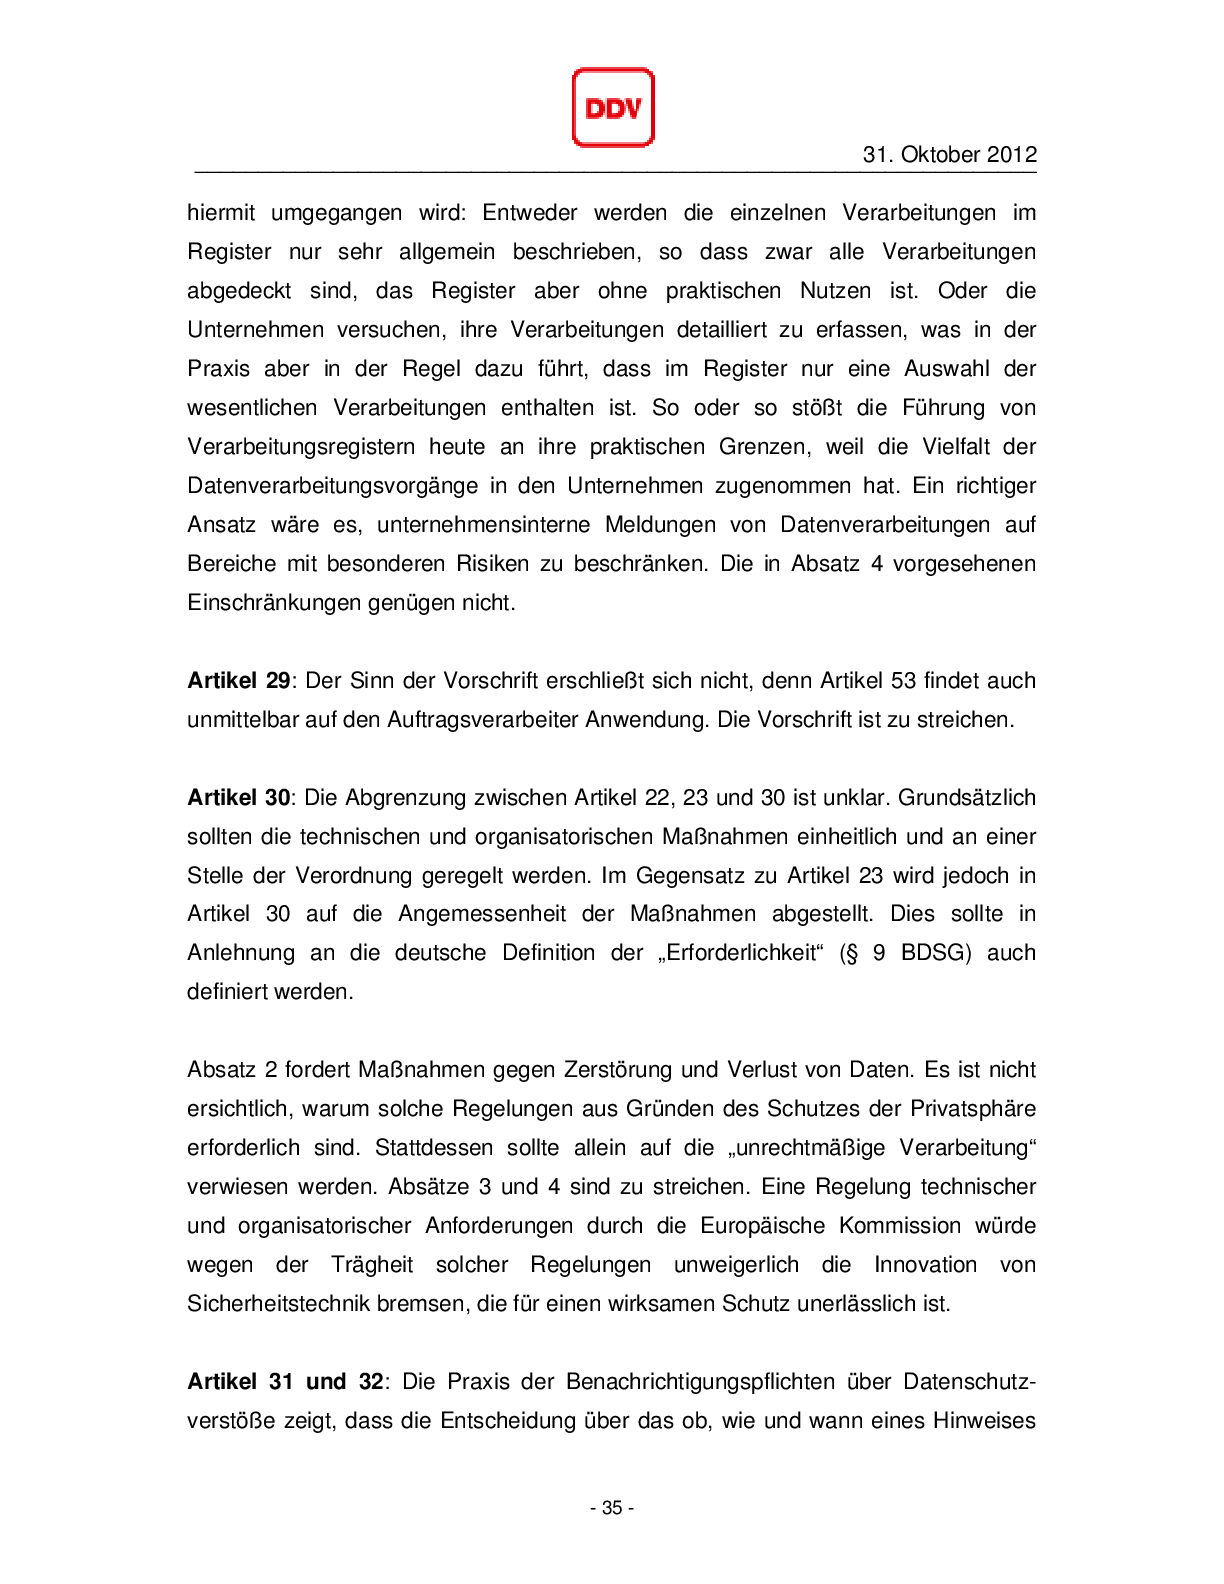 DDV
31. Oktober 2012
hiermit umgegangen wird: Entweder werden die einzelnen Verarbeitungen im
Register nur sehr allgemein beschrieben, so dass zwar alle Verarbeitungen
abgedeckt sind, das Register aber ohne praktischen Nutzen ist. Oder die
Unternehmen versuchen, ihre Verarbeitungen detailliert zu erfassen, was in der
Praxis aber in der Regel dazu führt, dass im Register nur eine Auswahl der
wesentlichen Verarbeitungen enthalten ist. So oder so stößt die Führung von
Verarbeitungsregistern heute an ihre praktischen Grenzen, weil die Vielfalt der
Datenverarbeitungsvorgänge in den Unternehmen zugenommen hat. Ein richtiger
Ansatz wäre es, unternehmensinterne Meldungen von Datenverarbeitungen auf
Bereiche mit besonderen Risiken zu beschränken. Die in Absatz 4 vorgesehenen
Einschränkungen genügen nicht.
Artikel 29: Der Sinn der Vorschrift erschließt sich nicht, denn Artikel 53 findet auch
unmittelbar auf den Auftragsverarbeiter Anwendung. Die Vorschrift ist zu streichen.
Artikel 30: Die Abgrenzung zwischen Artikel 22, 23 und 30 ist unklar. Grundsätzlich
sollten die technischen und organisatorischen Maßnahmen einheitlich und an einer
Stelle der Verordnung geregelt werden. Im Gegensatz zu Artikel 23 wird jedoch in
Artikel 30 auf die Angemessenheit der Maßnahmen abgestellt. Dies sollte in
Anlehnung an die deutsche Definition der „Erforderlichkeit“ (§ 9 BDSG) auch
definiert werden.
Absatz 2 fordert Maßnahmen gegen Zerstörung und Verlust von Daten. Es ist nicht
ersichtlich, warum solche Regelungen aus Gründen des Schutzes der Privatsphäre
erforderlich sind. Stattdessen sollte allein auf die „unrechtmäßige Verarbeitung“
verwiesen werden. Absätze 3 und 4 sind zu streichen. Eine Regelung technischer
und organisatorischer Anforderungen durch die Europäische Kommission würde
wegen der Trägheit solcher Regelungen unweigerlich die Innovation von
Sicherheitstechnik bremsen, die für einen wirksamen Schutz unerlässlich ist.
Artikel 31 und 32: Die Praxis der Benachrichtigungspflichten über Datenschutz-
verstöße zeigt, dass die Entscheidung über das ob, wie und wann eines Hinweises
- 35 -